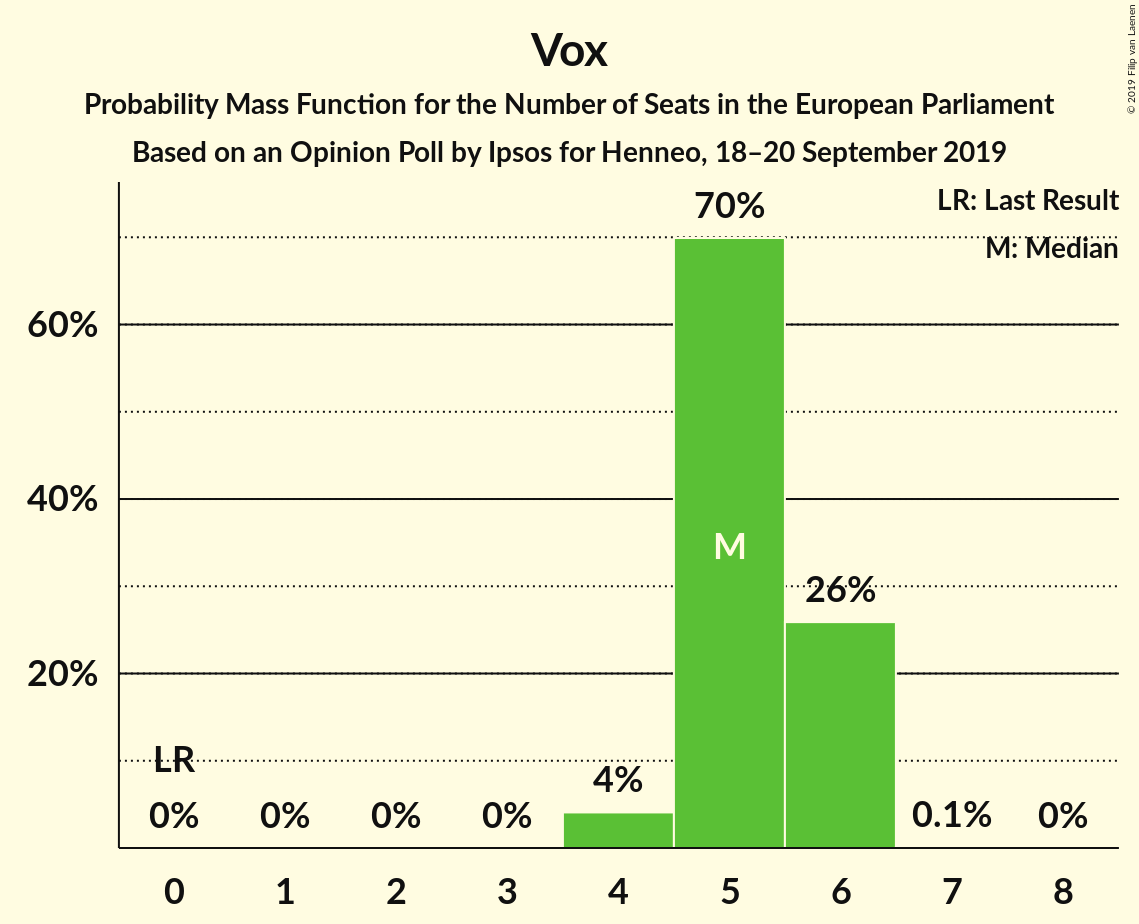 Vox
Probability Mass Function for the Number of Seats in the European Parliament
Based on an Opinion Poll by Ipsos for Henneo, 18–20 September 2019
© 2019 Filip van Laenen
LR: Last Result
M: Median
60%
40%
20%
LR
0%
0%
0%
0%
4%
70%
M
26%
0.1%
0%
0 1 2 3 4 5 6 7 8